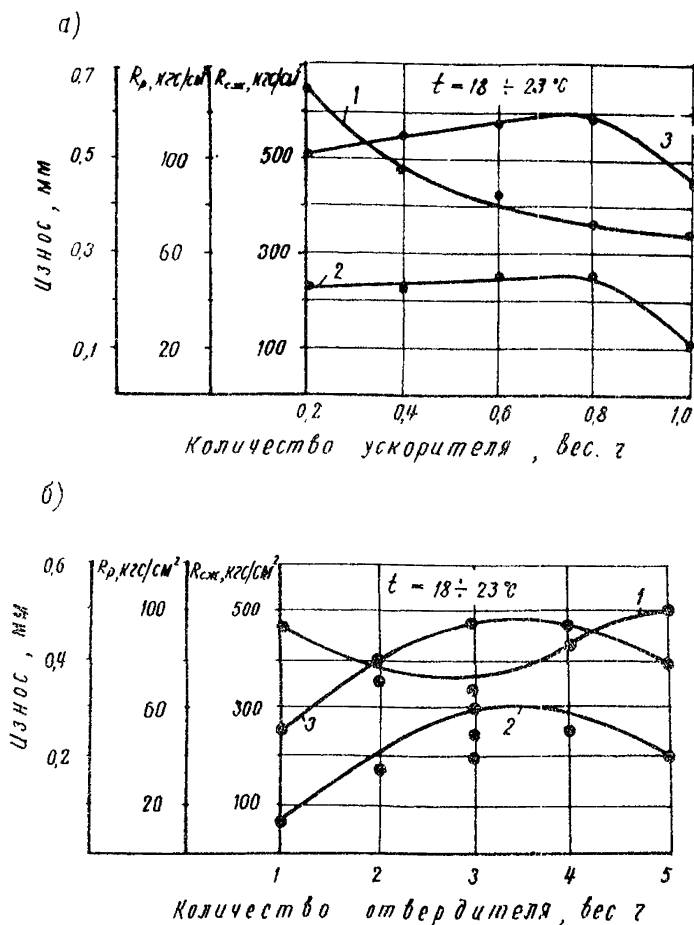 а)
Износ, мм
Rр, кгс/см²
Rсж, кгс/см²
t = 18 ÷ 23°С
0,7
0,5
0,3
0,1
100
60
20
500
300
100
1
2
3
0,2 0,4 0,6 0,8 1,0
Количество ускорителя, вес. ч
б)
Износ, мм
Rр, кгс/см²
Rсж, кгс/см²
t = 18 ÷ 23°С
0,6
0,4
0,2
100
60
20
500
300
100
1
3
2
1 2 3 4 5
Количество отвердителя, вес ч